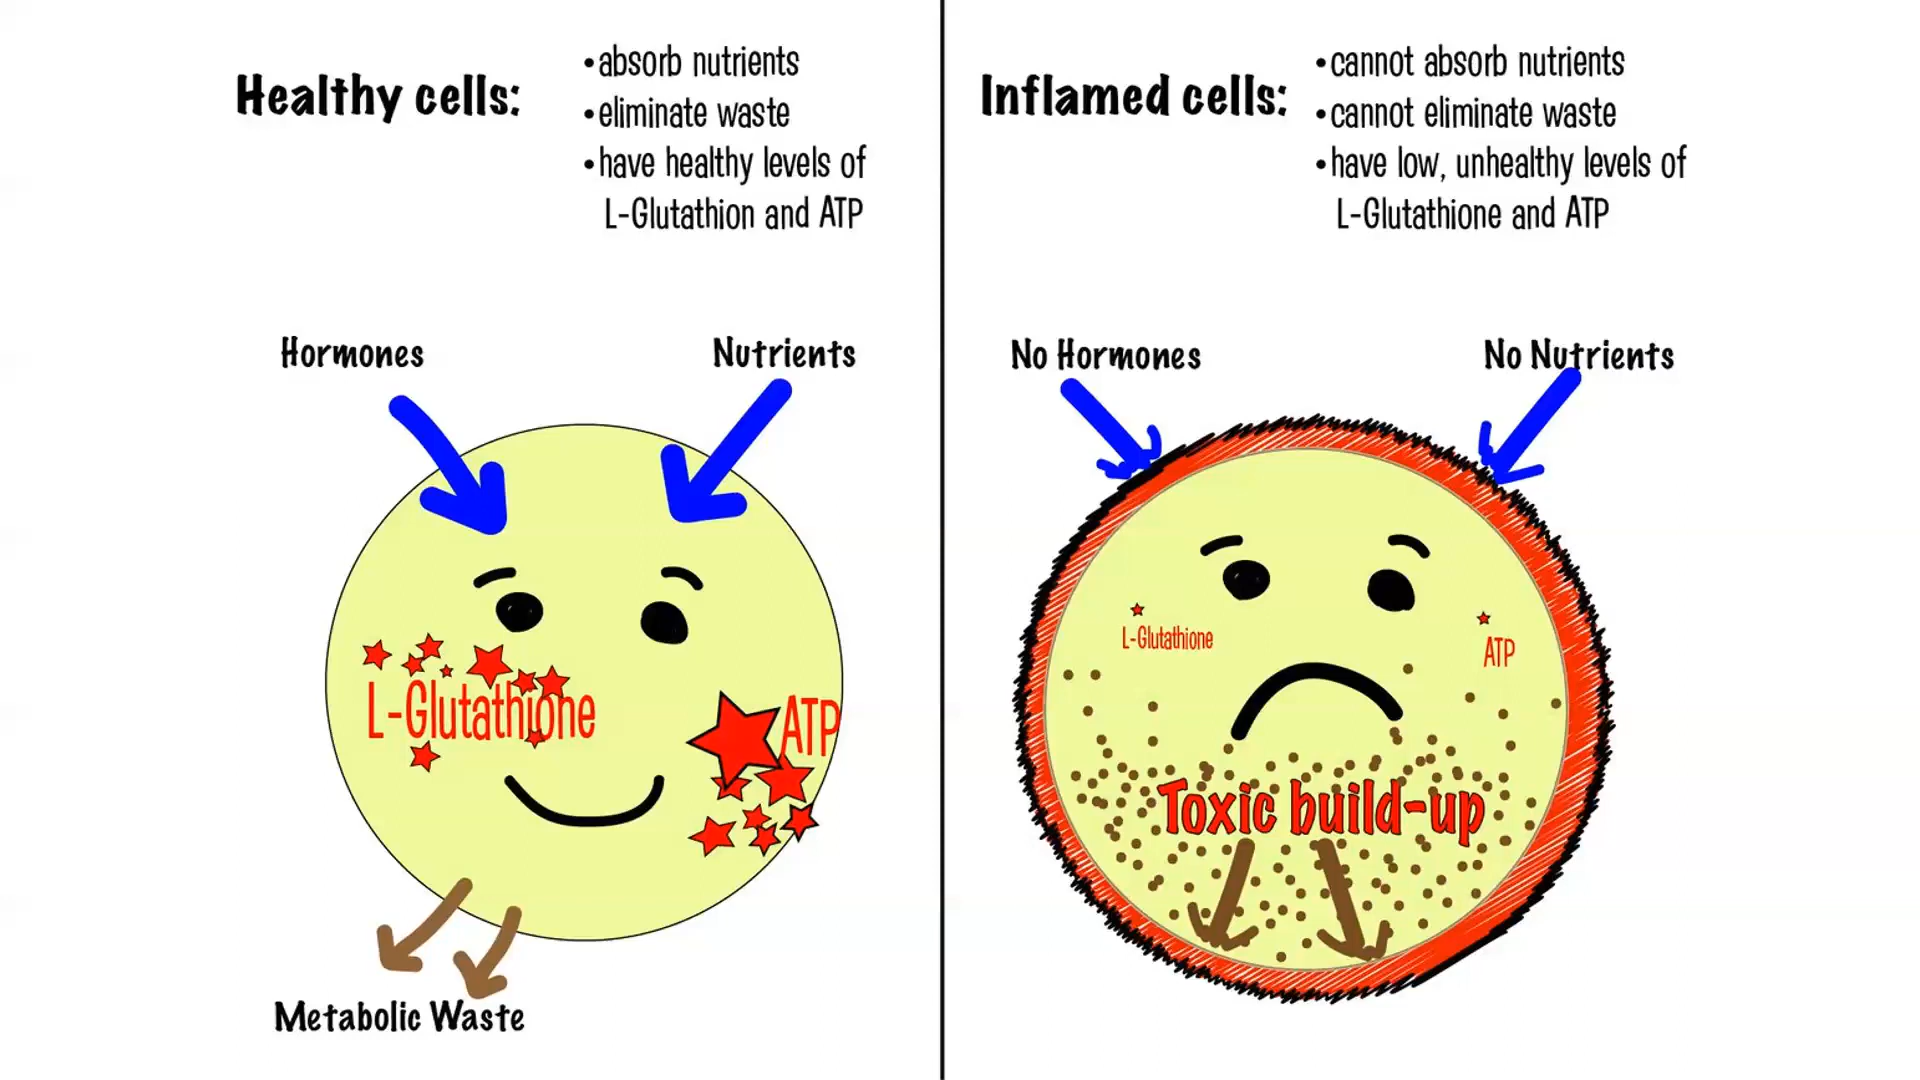 Healthy cells:
•absorb nutrients
•eliminate waste
•have healthy levels of
L-Glutathion and ATP
Hormones
Nutrients
L-Glutathione
ATP
Metabolic Waste
Inflamed cells:
•cannot absorb nutrients
•cannot eliminate waste
•have low, unhealthy levels of
L-Glutathione and ATP
No Hormones
No Nutrients
L-Glutathione
ATP
Toxic build-up